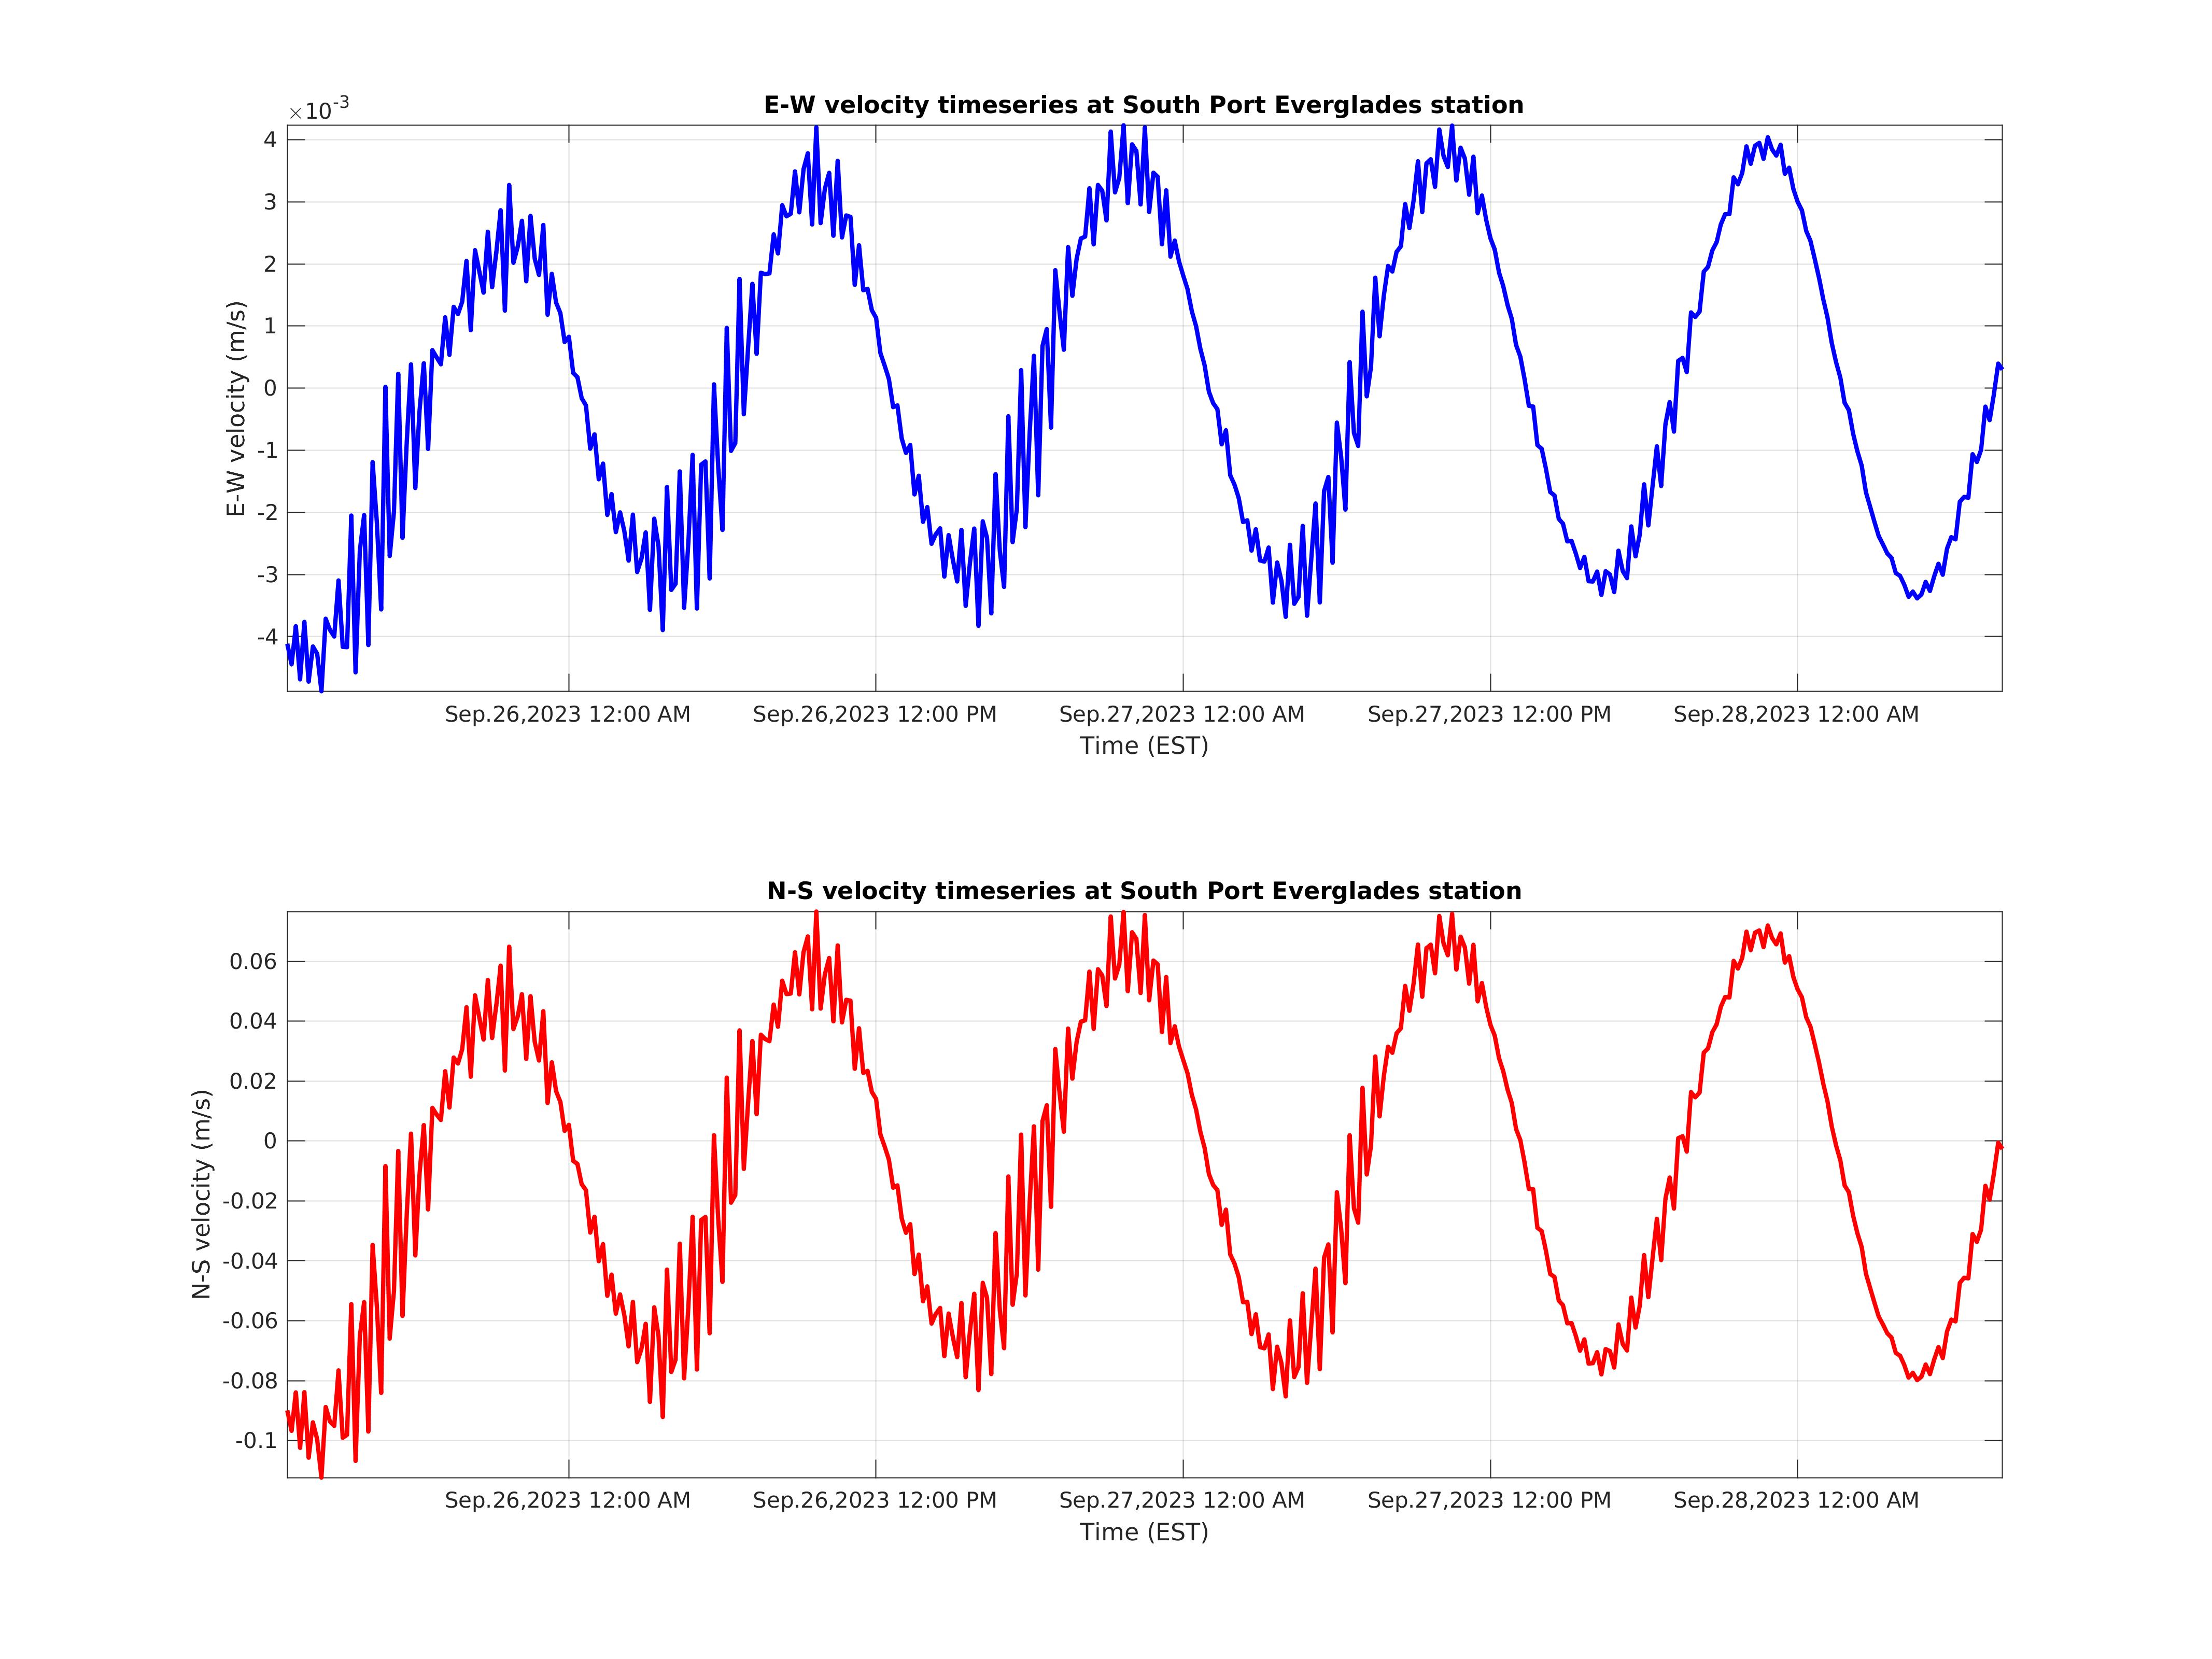 ×10-3
E-W velocity timeseries at South Port Everglades station
4
3
2
1
0
-1
-2
-3
-4
E-W velocity (m/s)
Sep.26,2023 12:00 AM Sep.26,2023 12:00 PM Sep.27,2023 12:00 AM Sep.27,2023 12:00 PM Sep.28,2023 12:00 AM
Time (EST)
N-S velocity timeseries at South Port Everglades station
0.06
0.04
0.02
0
-0.02
-0.04
-0.06
-0.08
-0.1
N-S velocity (m/s)
Sep.26,2023 12:00 AM Sep.26,2023 12:00 PM Sep.27,2023 12:00 AM Sep.27,2023 12:00 PM Sep.28,2023 12:00 AM
Time (EST)